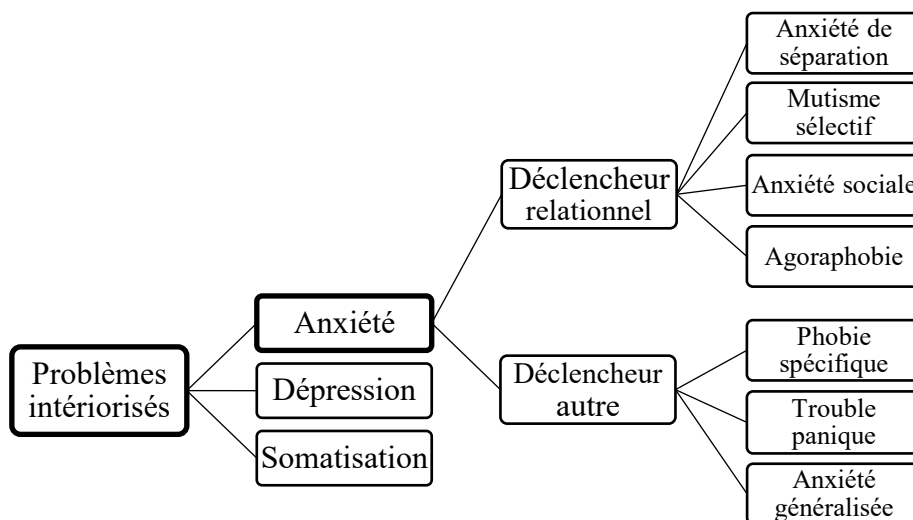 Problèmes
intériorisés
Anxiété
Dépression
Somatisation
Déclencheur
relationnel
Déclencheur
autre
Anxiété de
séparation
Mutisme
sélectif
Anxiété sociale
Agoraphobie
Phobie
spécifique
Trouble
panique
Anxiété
généralisée